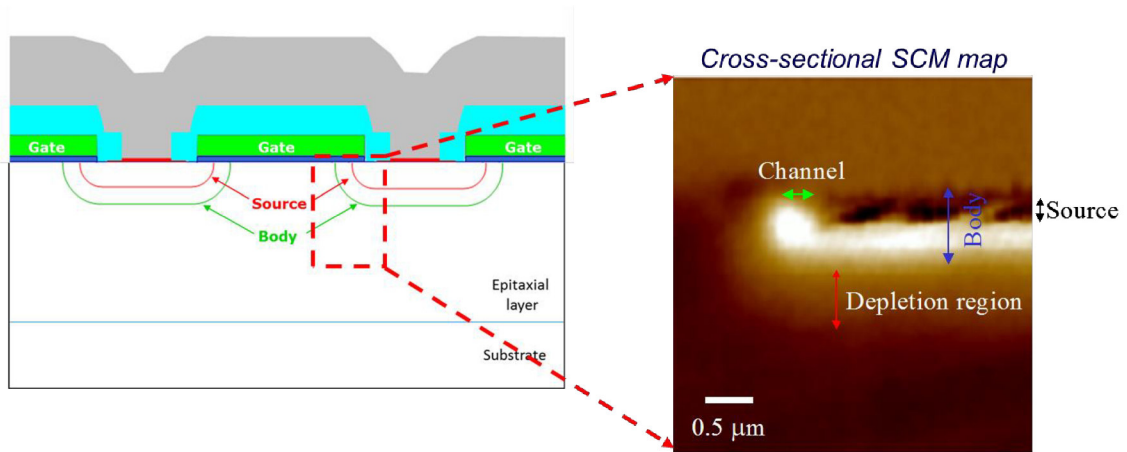 Gate
Gate
Gate
Source
Body
Epitaxial
layer
Substrate
Cross-sectional SCM map
Channel
Body
Source
Depletion region
0.5 μm